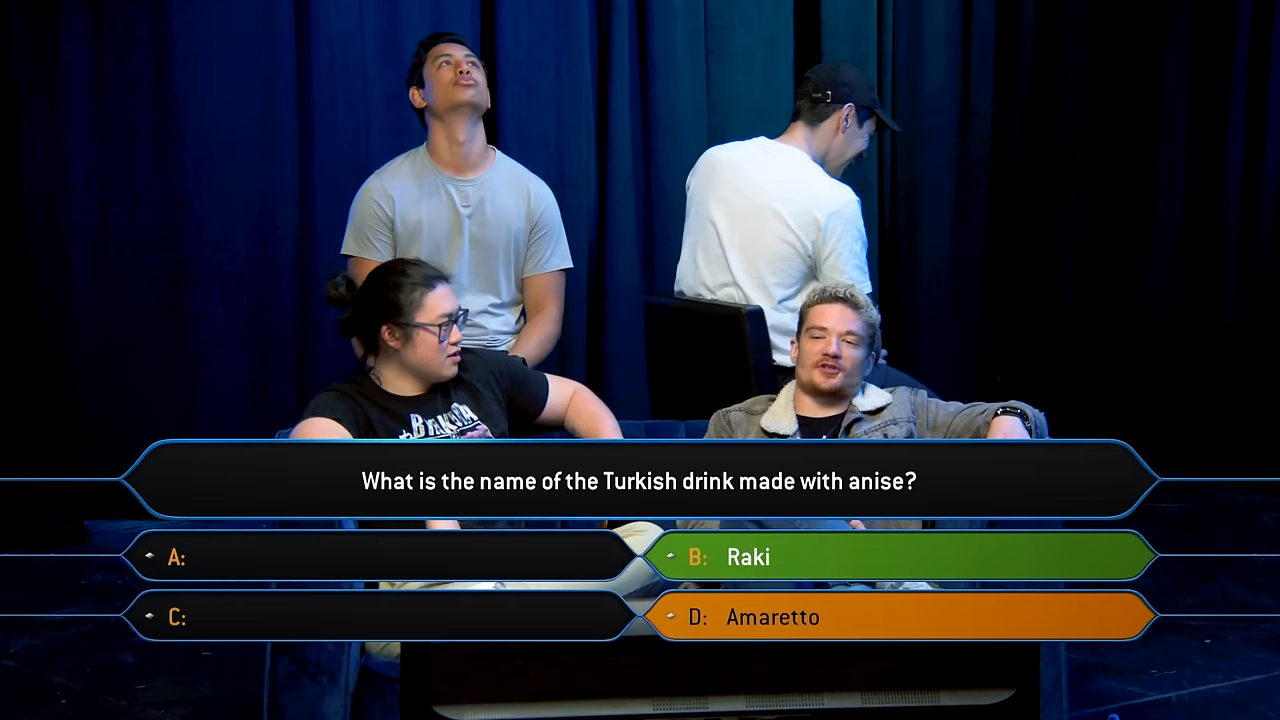 What is the name of the Turkish drink made with anise?
A:
B: Raki
C:
D: Amaretto